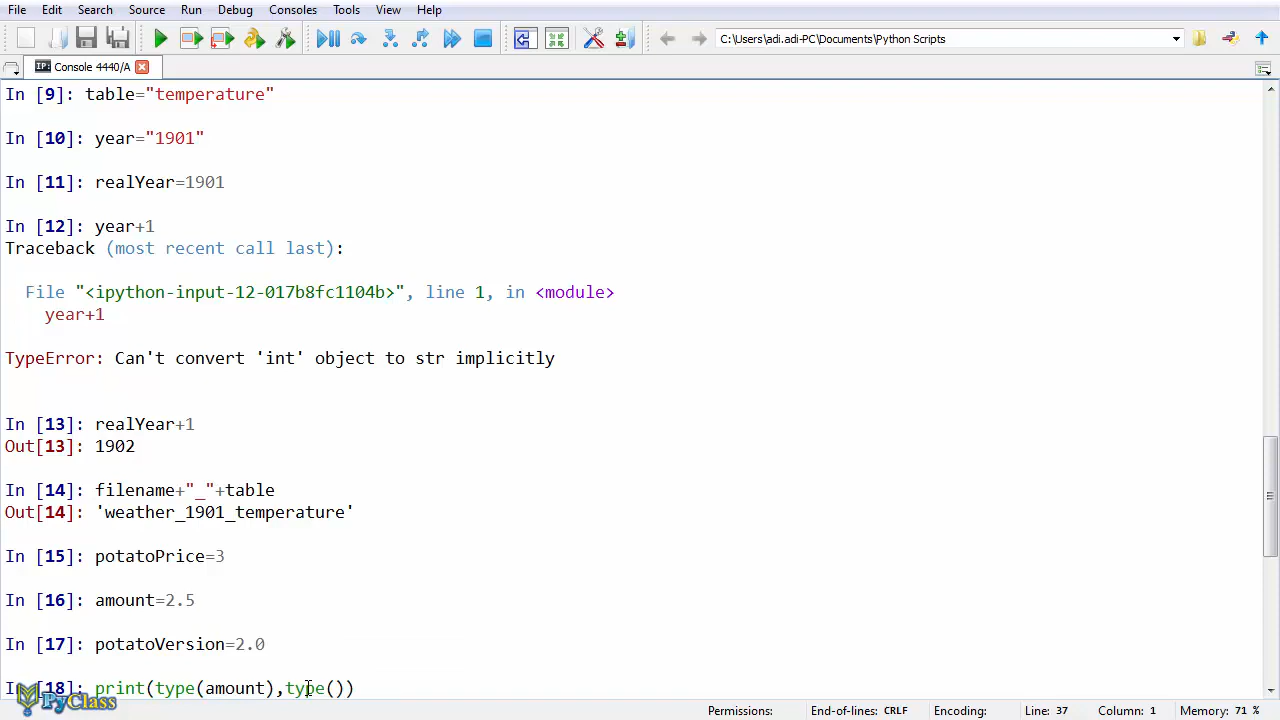 File Edit Search Source Run Debug Consoles Tools View Help
C:\Users\adi.adi-PC\Documents\Python Scripts
IP: Console 4440/A
In [9]: table="temperature"
In [10]: year="1901"
In [11]: realYear=1901
In [12]: year+1
Traceback (most recent call last):
File "<ipython-input-12-017b8fc1104b>", line 1, in <module>
year+1
TypeError: Can't convert 'int' object to str implicitly
In [13]: realYear+1
Out[13]: 1902
In [14]: filename+"_"+table
Out[14]: 'weather_1901_temperature'
In [15]: potatoPrice=3
In [16]: amount=2.5
In [17]: potatoVersion=2.0
In [18]: print(type(amount),type())
PyClass
Permissions: End-of-lines: CRLF Encoding: Line: 37 Column: 1 Memory: 71 %